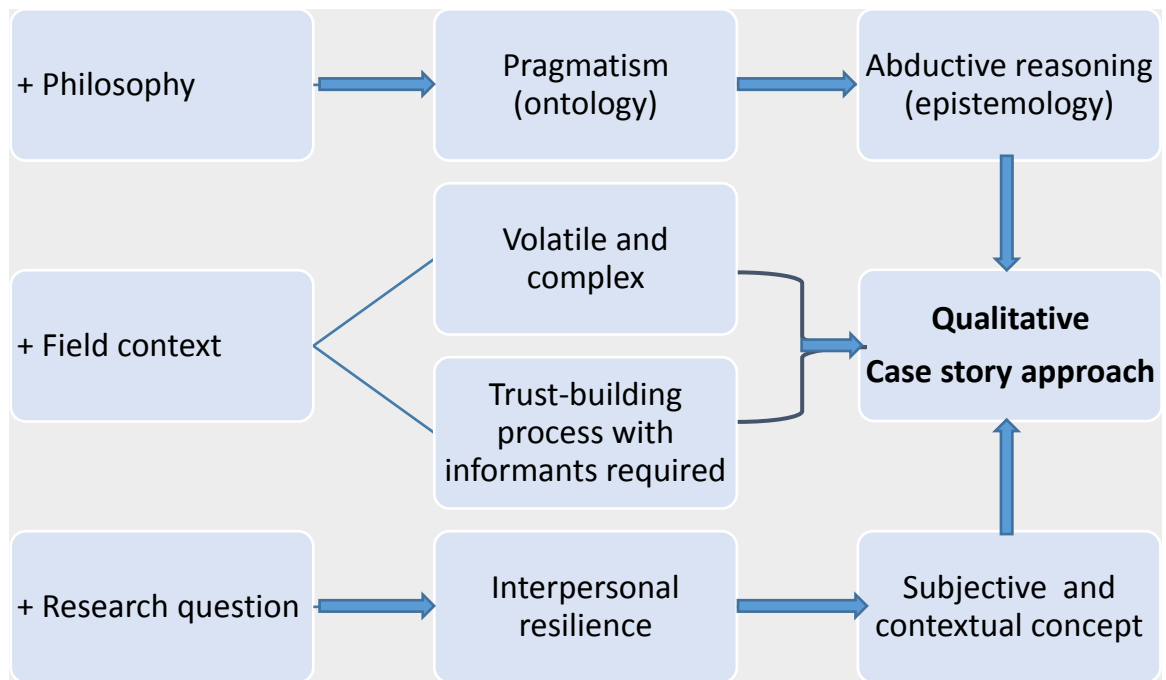 + Philosophy
Pragmatism
(ontology)
Abductive reasoning
(epistemology)
+ Field context
Volatile and
complex
Trust-building
process with
informants required
Qualitative
Case story approach
+ Research question
Interpersonal
resilience
Subjective and
contextual concept